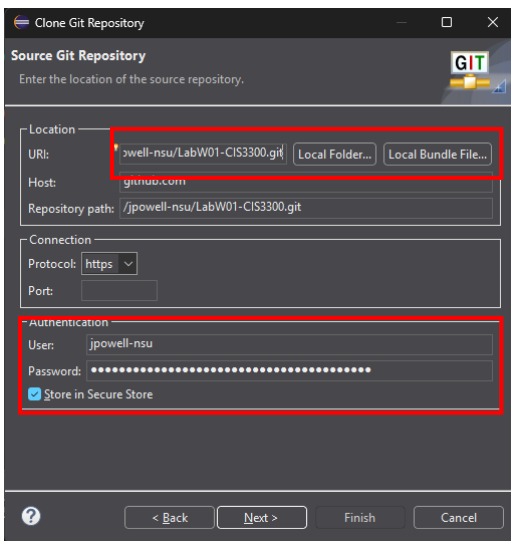 Clone Git Repository
Source Git Repository
Enter the location of the source repository.
GIT
Location
URI: owell-nsu/LabW01-CIS3300.git Local Folder... Local Bundle File...
Host: github.com
Repository path: /jpowell-nsu/LabW01-CIS3300.git
Connection
Protocol: https
Port:
Authentication
User: jpowell-nsu
Password: ••••••••••••••••••••••••••••••••••••••••
Store in Secure Store
? < Back Next > Finish Cancel